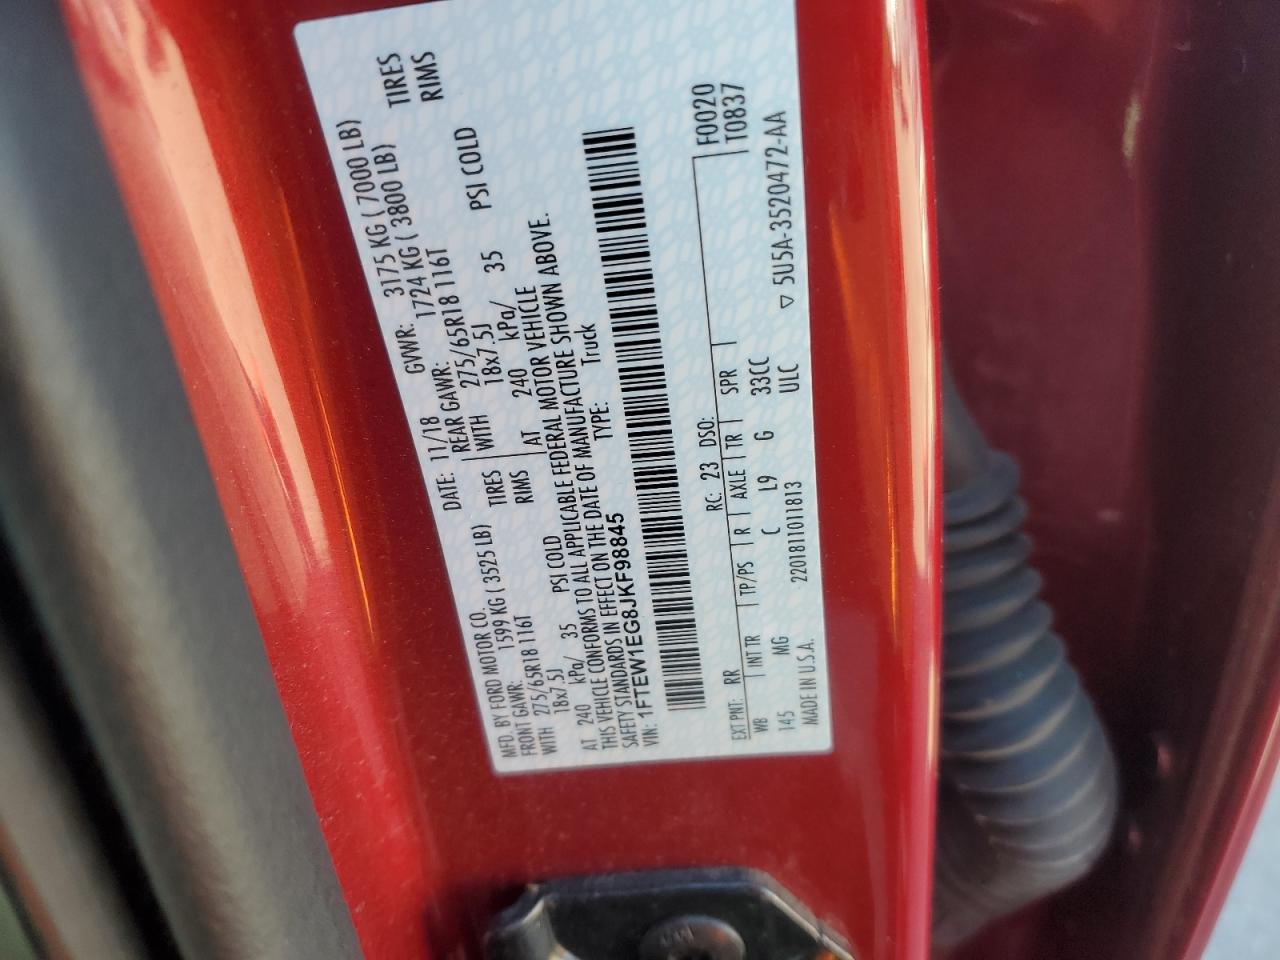 MFD. BY FORD MOTOR CO.
DATE: 11/18 GVWR: 3175 KG ( 7000 LB)
FRONT GAWR: 1599 KG ( 3525 LB) REAR GAWR: 1724 KG ( 3800 LB)
WITH 275/65R18 116T TIRES WITH 275/65R18 116T TIRES
18x7.5J RIMS 18x7.5J RIMS
AT 240 kPa/ 35 PSI COLD AT 240 kPa/ 35 PSI COLD
THIS VEHICLE CONFORMS TO ALL APPLICABLE FEDERAL MOTOR VEHICLE
SAFETY STANDARDS IN EFFECT ON THE DATE OF MANUFACTURE SHOWN ABOVE.
VIN: 1FTEW1EG8JKF98845 TYPE: Truck
EXT PNT: RR RC: 23 DSO: F0020
WB INT TR TP/PS R AXLE TR SPR T0837
145 MG C L9 G 33CC
ULC
MADE IN U.S.A. 2201811011813 ▽ 5U5A-3520472-AA